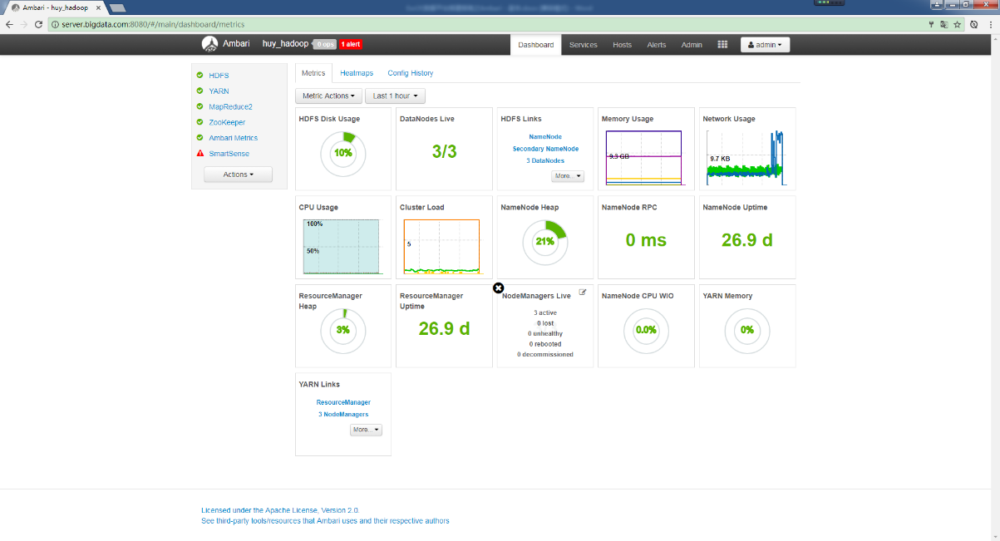 Ambari - huy_hadoop
server.bigdata.com:8080/#/main/dashboard/metrics
Ambari huy_hadoop 0 ops 1 alert Dashboard Services Hosts Alerts Admin admin
HDFS
YARN
MapReduce2
ZooKeeper
Ambari Metrics
SmartSense
Actions
Metrics Heatmaps Config History
Metric Actions Last 1 hour
HDFS Disk Usage
10%
DataNodes Live
3/3
HDFS Links
NameNode
Secondary NameNode
3 DataNodes
More...
Memory Usage
9.3 GB
Network Usage
9.7 KB
CPU Usage
100%
50%
Cluster Load
5
NameNode Heap
21%
NameNode RPC
0 ms
NameNode Uptime
26.9 d
ResourceManager
Heap
3%
ResourceManager
Uptime
26.9 d
NodeManagers Live
3 active
0 lost
0 unhealthy
0 rebooted
0 decommissioned
NameNode CPU WIO
0.0%
YARN Memory
0%
YARN Links
ResourceManager
3 NodeManagers
More...
Licensed under the Apache License, Version 2.0.
See third-party tools/resources that Ambari uses and their respective authors